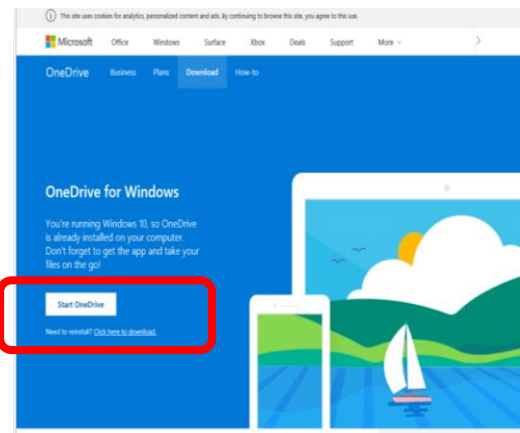 This site uses cookies for analytics, personalized content and ads. By continuing to browse this site, you agree to this use.
Microsoft Office Windows Surface Xbox Deals Support More
OneDrive Business Plans Download How-to
OneDrive for Windows
You're running Windows 10, so OneDrive
is already installed on your computer.
Don't forget to get the app and take your
files on the go!
Start OneDrive
Need to reinstall? Click here to download.